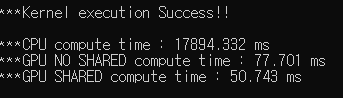 ***Kernel execution Success!!
***CPU compute time : 17894.332 ms
***GPU NO SHARED compute time : 77.701 ms
***GPU SHARED compute time : 50.743 ms